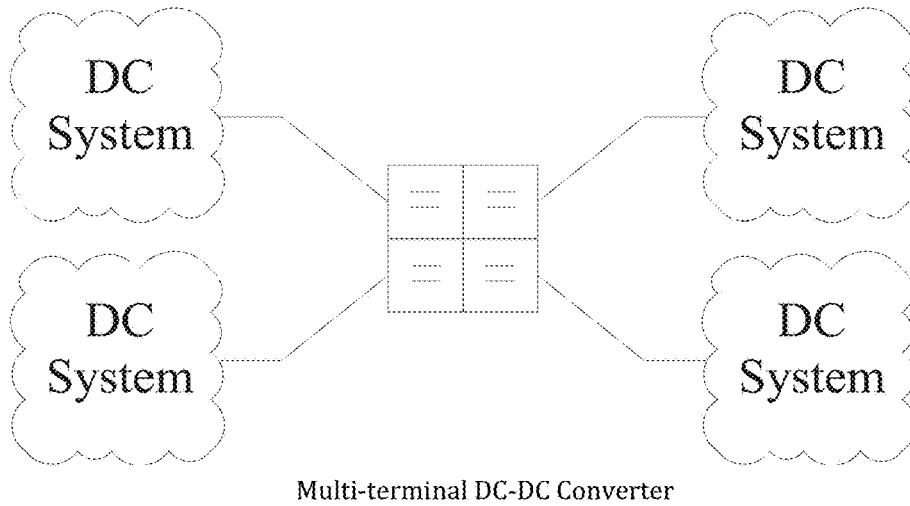 DC
System
DC
System
DC
System
DC
System
Multi-terminal DC-DC Converter